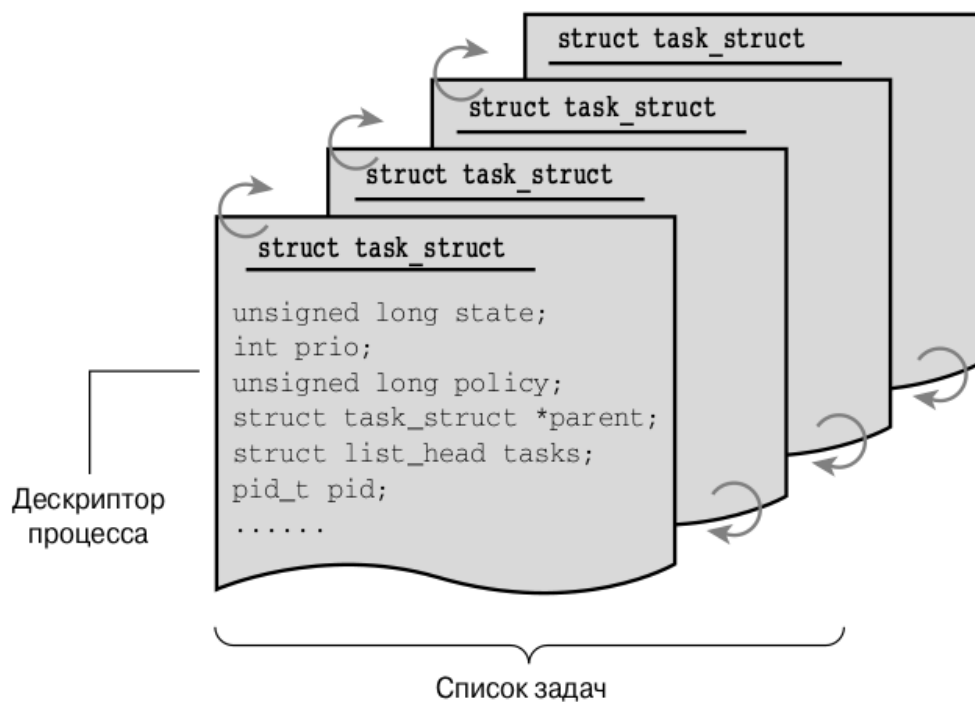 struct task_struct
struct task_struct
struct task_struct
struct task_struct
unsigned long state;
int prio;
unsigned long policy;
struct task_struct *parent;
struct list_head tasks;
pid_t pid;
......
Дескриптор
процесса
Список задач